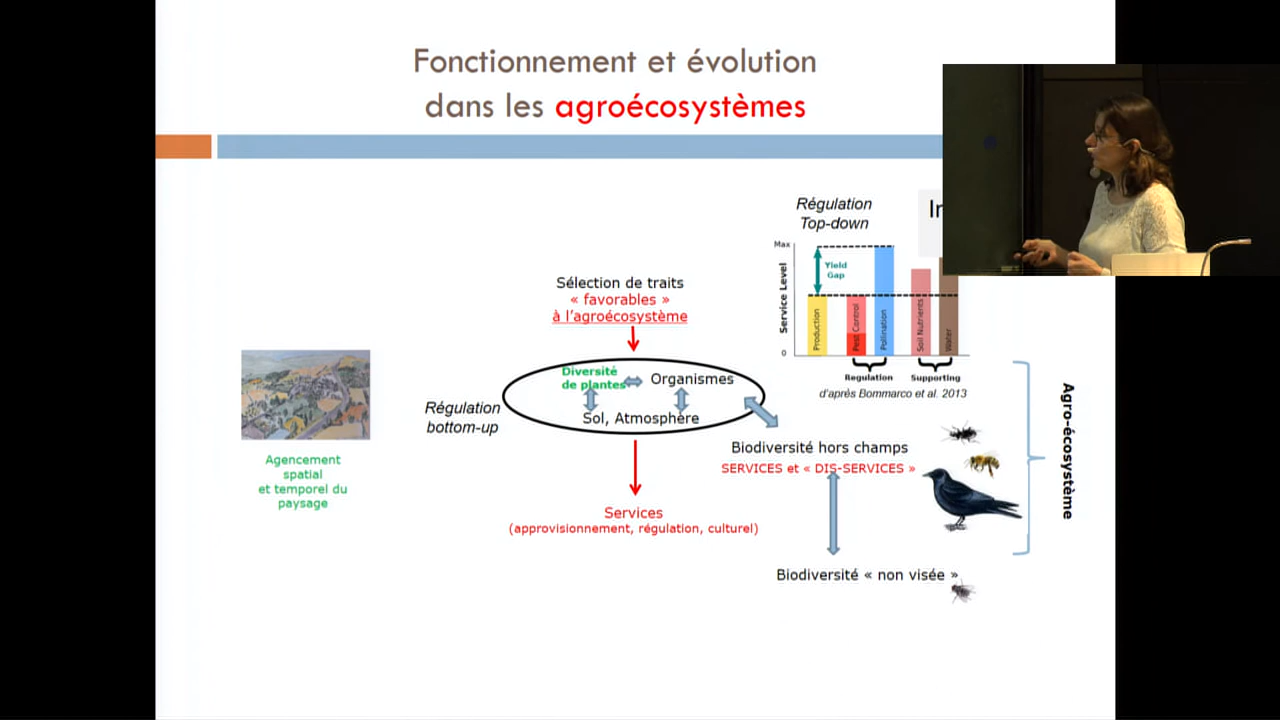 Fonctionnement et évolution
dans les agroécosystèmes
Régulation
Top-down
Max
Yield
Gap
Service Level
Production
Pest Control
Pollination
Soil Nutrients
Water
0
Regulation
Supporting
d'après Bommarco et al. 2013
Sélection de traits
« favorables »
à l'agroécosystème
Diversité
de plantes
Organismes
Sol, Atmosphère
Régulation
bottom-up
Agencement
spatial
et temporel du
paysage
Biodiversité hors champs
SERVICES et « DIS-SERVICES »
Services
(approvisionnement, régulation, culturel)
Biodiversité « non visée »
Agro-écosystème